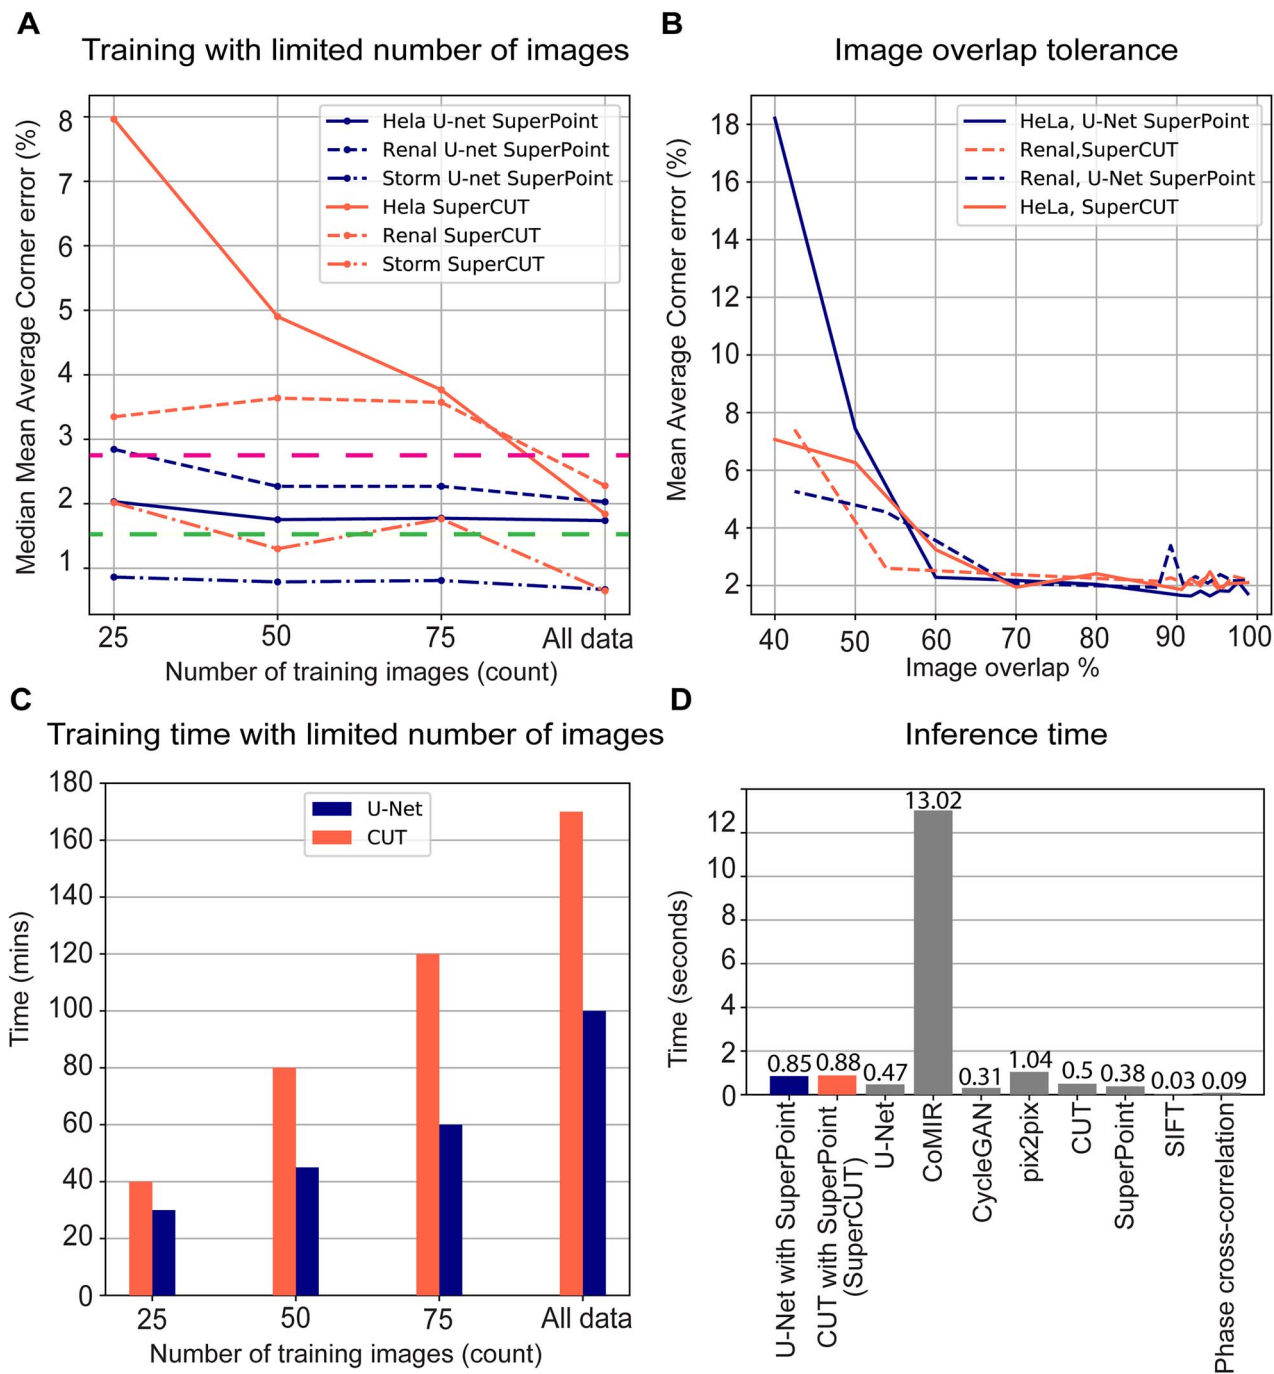 A
Training with limited number of images
Median Mean Average Corner error (%)
8
7
6
5
4
3
2
1
Hela U-net SuperPoint
Renal U-net SuperPoint
Storm U-net SuperPoint
Hela SuperCUT
Renal SuperCUT
Storm SuperCUT
25 50 75 All data
Number of training images (count)
B
Image overlap tolerance
Mean Average Corner error (%)
18
16
14
12
10
8
6
4
2
HeLa, U-Net SuperPoint
Renal,SuperCUT
Renal, U-Net SuperPoint
HeLa, SuperCUT
40 50 60 70 80 90 100
Image overlap %
C
Training time with limited number of images
Time (mins)
180
160
140
120
100
80
60
40
20
0
U-Net
CUT
25 50 75 All data
Number of training images (count)
D
Inference time
Time (seconds)
12
10
8
6
4
2
0
0.85 0.88 0.47 13.02 0.31 1.04 0.5 0.38 0.03 0.09
U-Net with SuperPoint
CUT with SuperPoint
(SuperCUT)
U-Net
CoMIR
CycleGAN
pix2pix
CUT
SuperPoint
SIFT
Phase cross-correlation